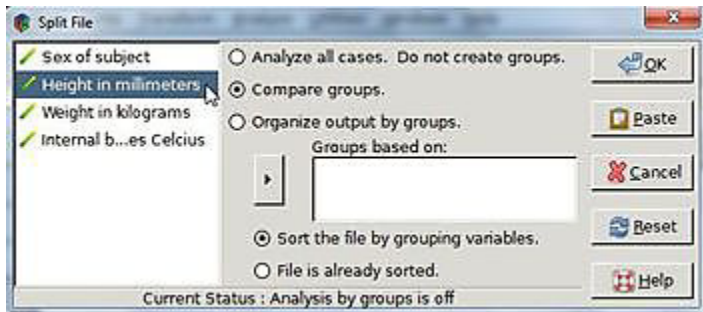 Split File
Sex of subject
Height in millimeters
Weight in kilograms
Internal b...es Celcius
Analyze all cases. Do not create groups.
Compare groups.
Organize output by groups.
Groups based on:
Sort the file by grouping variables.
File is already sorted.
OK
Paste
Cancel
Reset
Help
Current Status : Analysis by groups is off